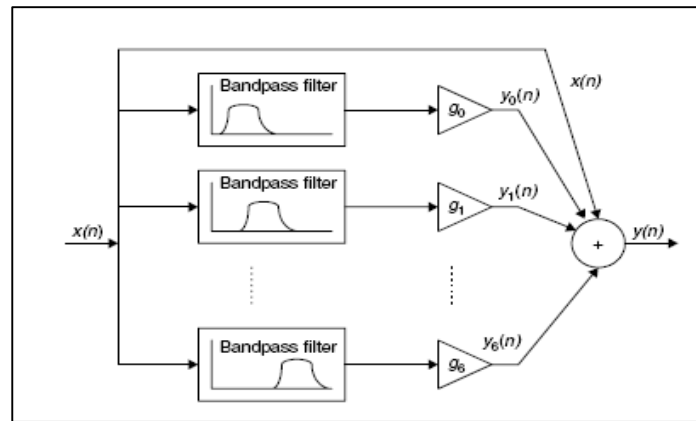 x(n)
Bandpass filter
g0
y0(n)
Bandpass filter
g1
y1(n)
x(n)
+
y(n)
Bandpass filter
g6
y6(n)